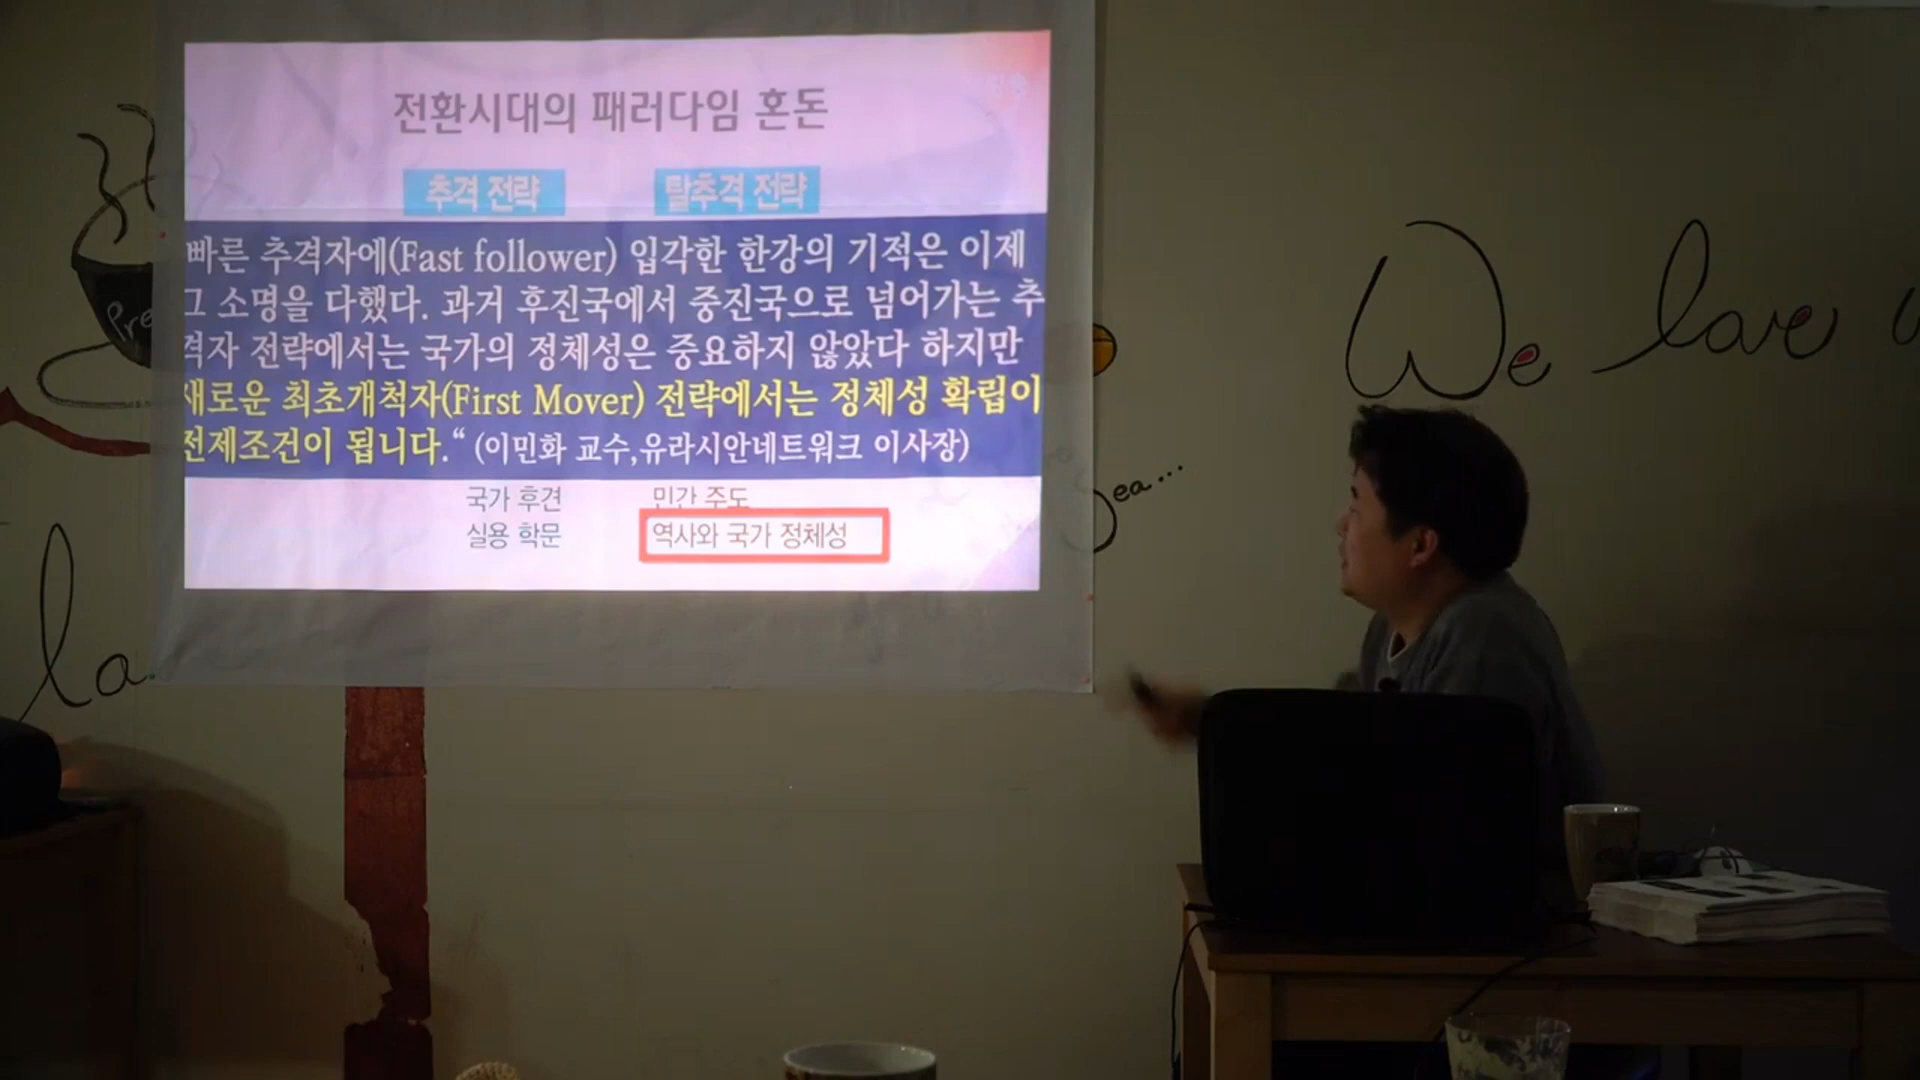 전환시대의 패러다임 혼돈
추격 전략 탈추격 전략
빠른 추격자에(Fast follower) 입각한 한강의 기적은 이제
그 소명을 다했다. 과거 후진국에서 중진국으로 넘어가는 추
격자 전략에서는 국가의 정체성은 중요하지 않았다 하지만
새로운 최초개척자(First Mover) 전략에서는 정체성 확립이
전제조건이 됩니다.“ (이민화 교수,유라시안네트워크 이사장)
국가 후견 민간 주도
실용 학문 역사와 국가 정체성
Pre
We love
ea...
la